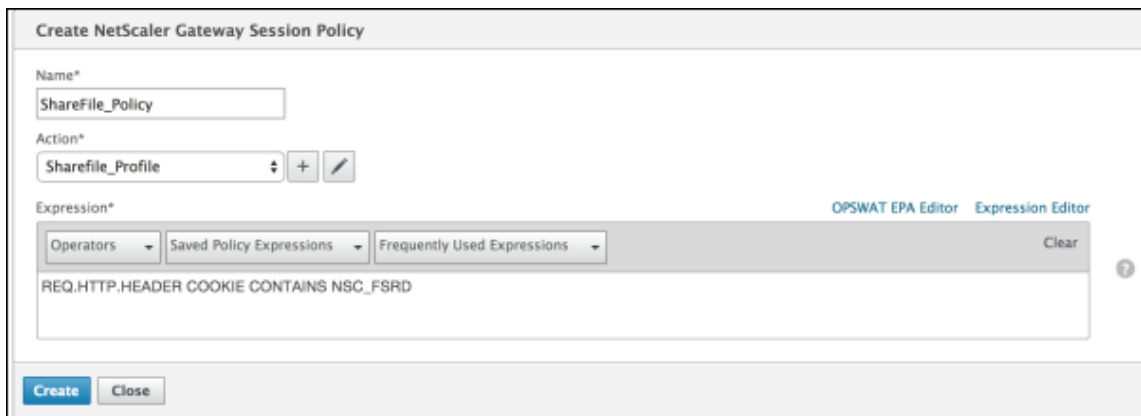 Create NetScaler Gateway Session Policy
Name*
ShareFile_Policy
Action*
Sharefile_Profile +
Expression* OPSWAT EPA Editor Expression Editor
Operators Saved Policy Expressions Frequently Used Expressions Clear
?
REQ.HTTP.HEADER COOKIE CONTAINS NSC_FSRD
Create Close